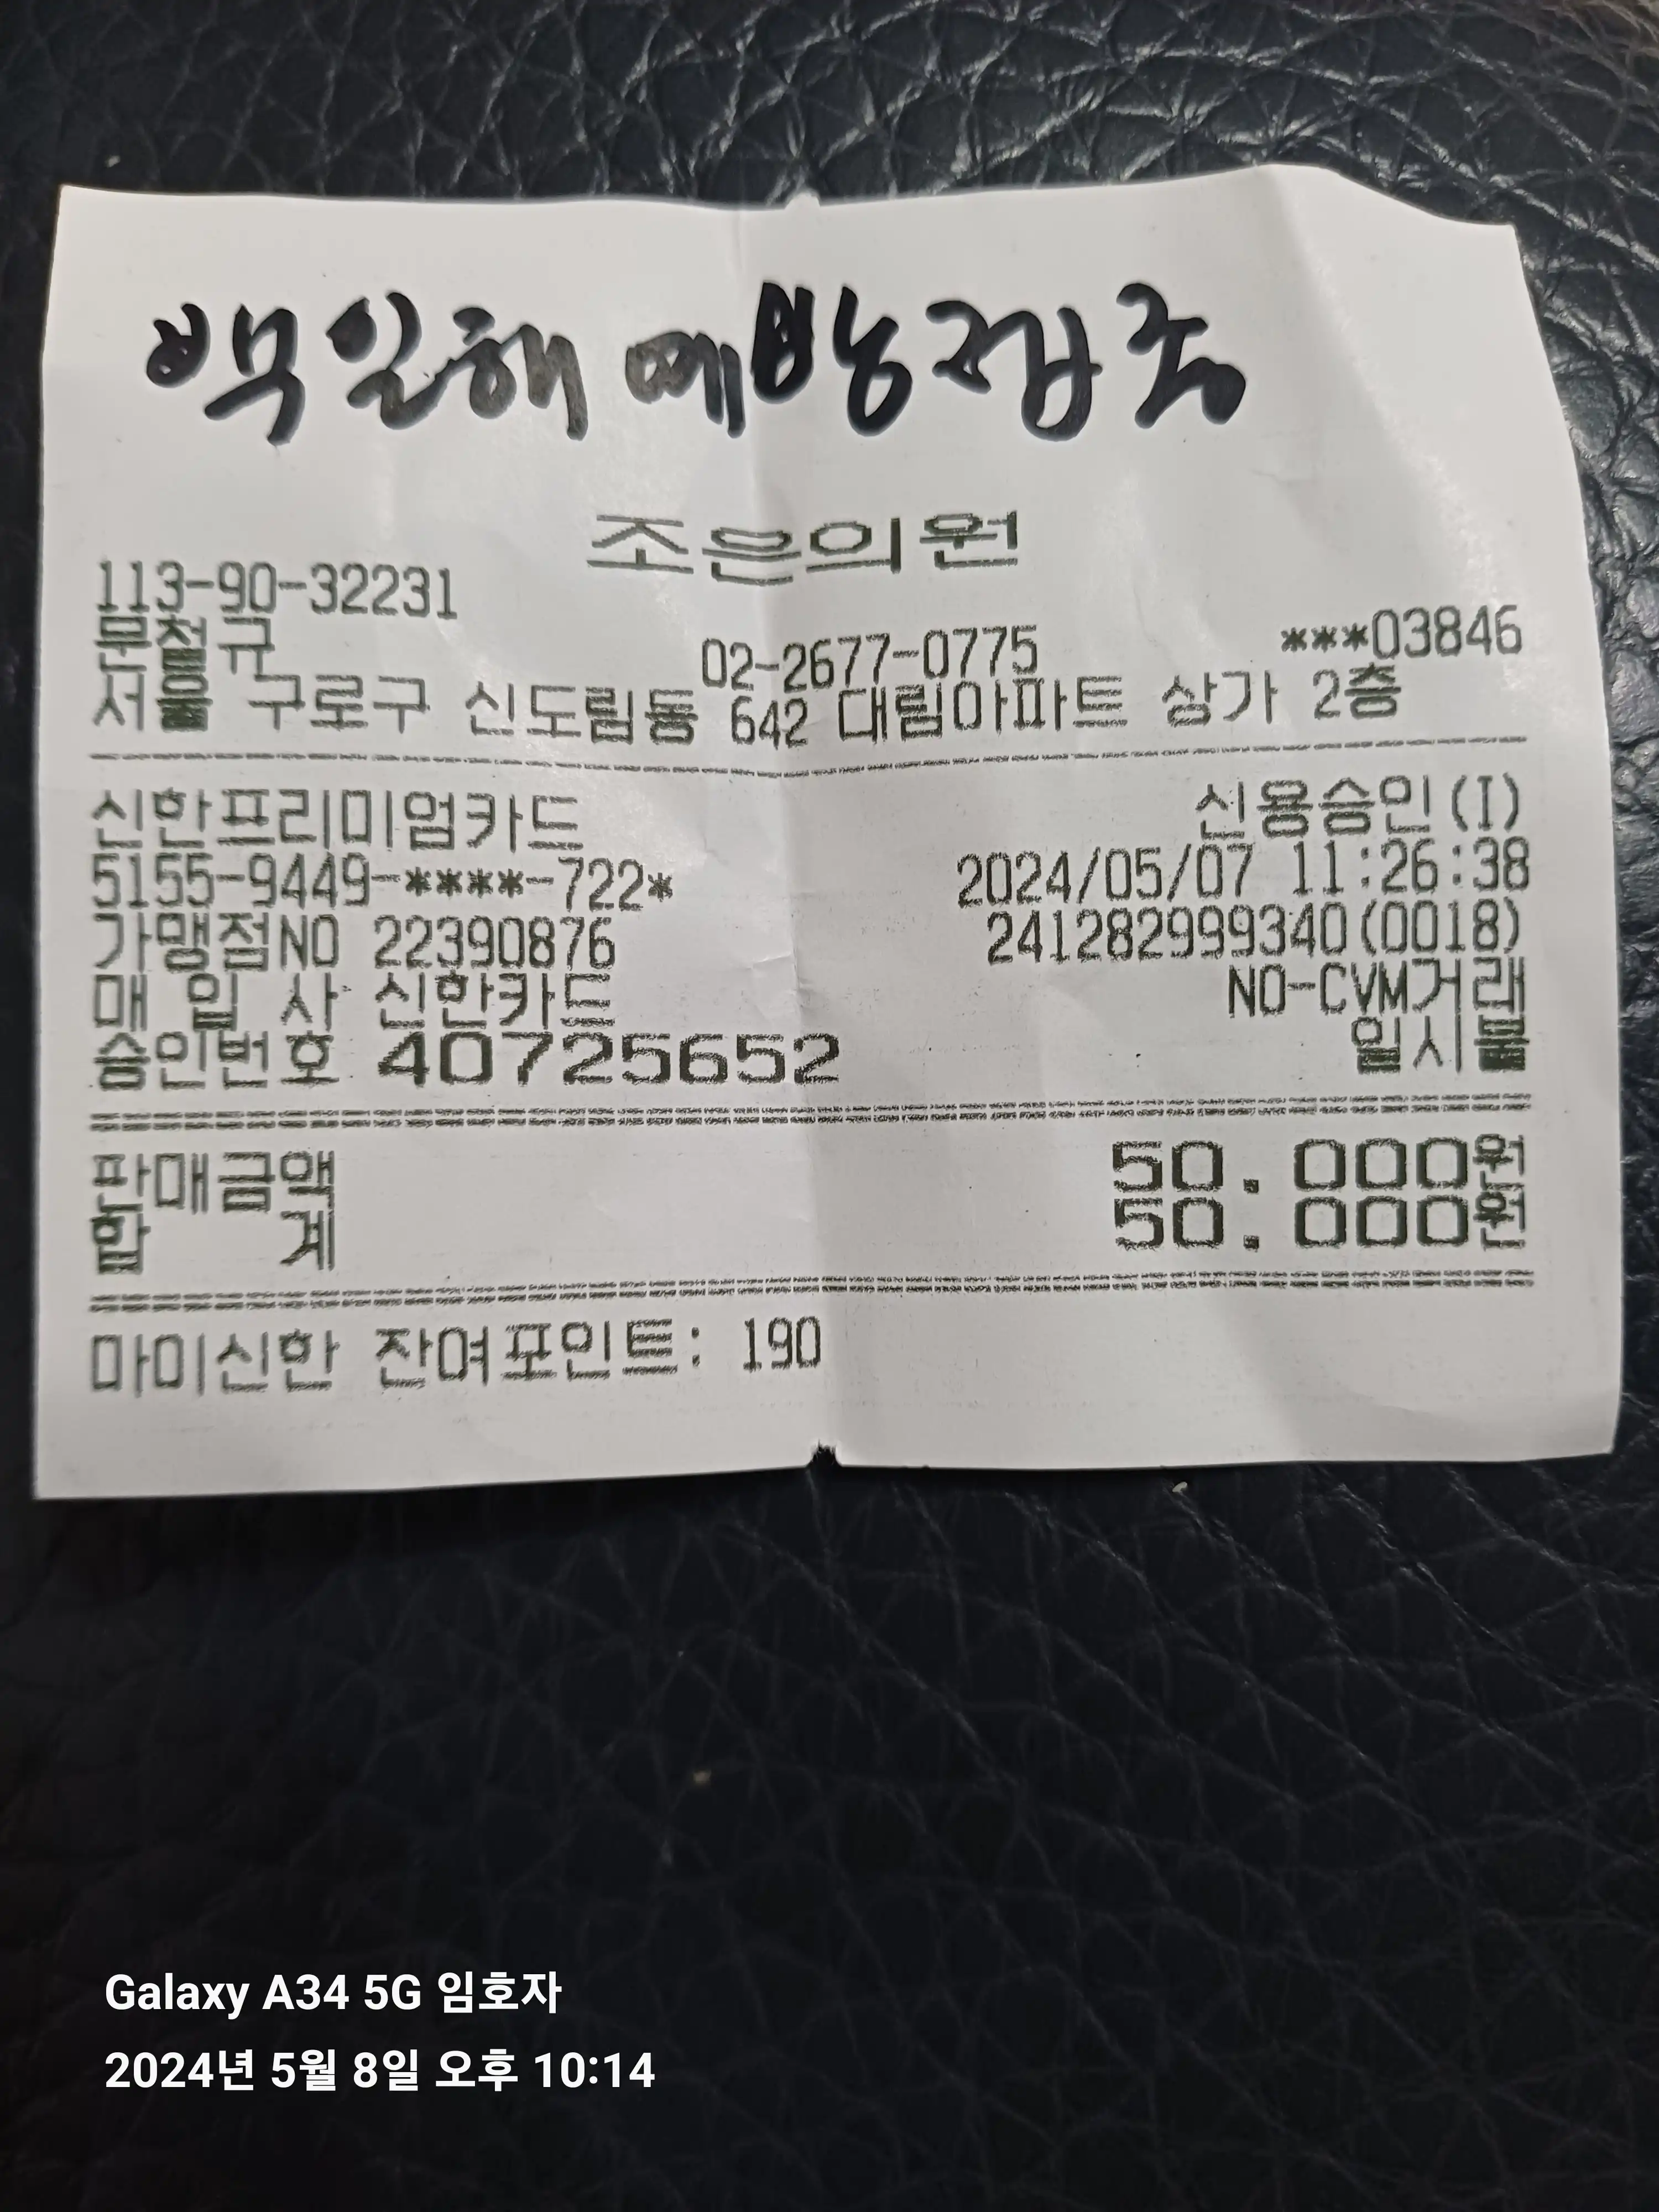 백일해 예방접종
조은의원
113-90-32231
문철규 02-2677-0775 ***03846
서울 구로구 신도림동 642 대림아파트 상가 2층
신한프리미엄카드 신용승인(I)
5155-9449-****-722* 2024/05/07 11:26:38
가맹점NO 22390876 241282999340(0018)
매 입 사 신한카드 NO-CVM거래
승인번호 40725652 일시불
판매금액 50.000원
합 계 50.000원
마이신한 잔여포인트: 190
Galaxy A34 5G 임호자
2024년 5월 8일 오후 10:14